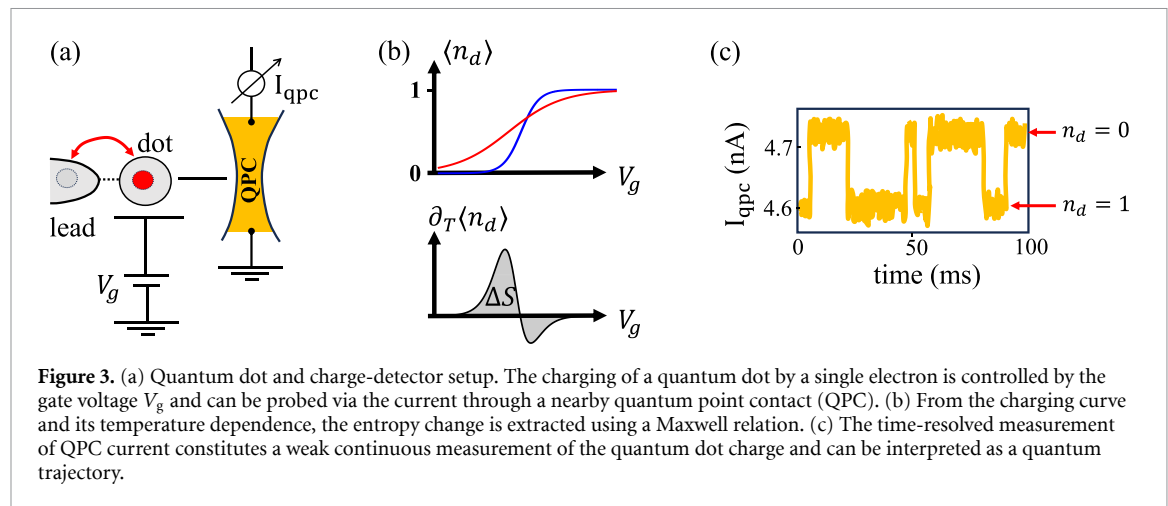 (a)
I_qpc
dot
QPC
lead
V_g
(b)
⟨n_d⟩
1
0
V_g
∂_T⟨n_d⟩
ΔS
V_g
(c)
I_qpc (nA)
4.7
4.6
0
50
100
time (ms)
n_d = 0
n_d = 1
Figure 3. (a) Quantum dot and charge-detector setup. The charging of a quantum dot by a single electron is controlled by the
gate voltage V_g and can be probed via the current through a nearby quantum point contact (QPC). (b) From the charging curve
and its temperature dependence, the entropy change is extracted using a Maxwell relation. (c) The time-resolved measurement
of QPC current constitutes a weak continuous measurement of the quantum dot charge and can be interpreted as a quantum
trajectory.